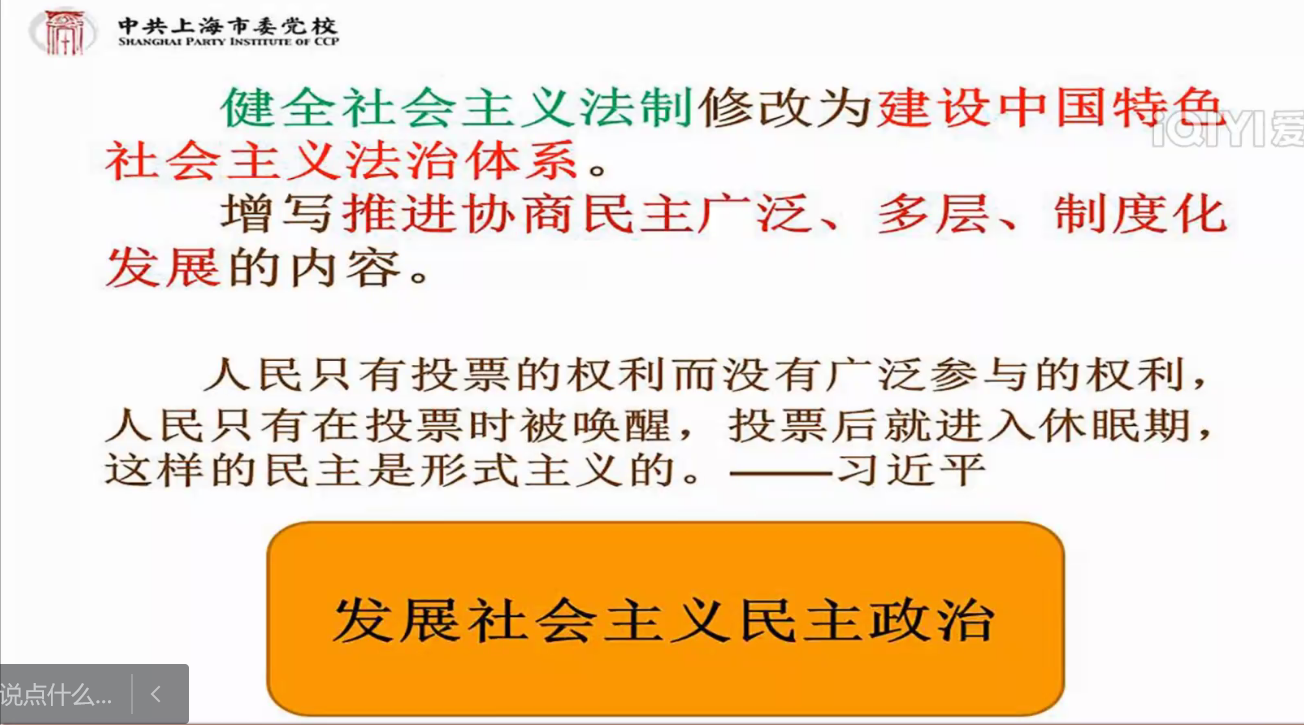 中共上海市委党校
SHANGHAI PARTY INSTITUTE OF CCP
健全社会主义法制修改为建设中国特色
iQIYI爱
社会主义法治体系。
增写推进协商民主广泛、多层、制度化
发展的内容。
人民只有投票的权利而没有广泛参与的权利，
人民只有在投票时被唤醒，投票后就进入休眠期，
这样的民主是形式主义的。——习近平
发展社会主义民主政治
说点什么...